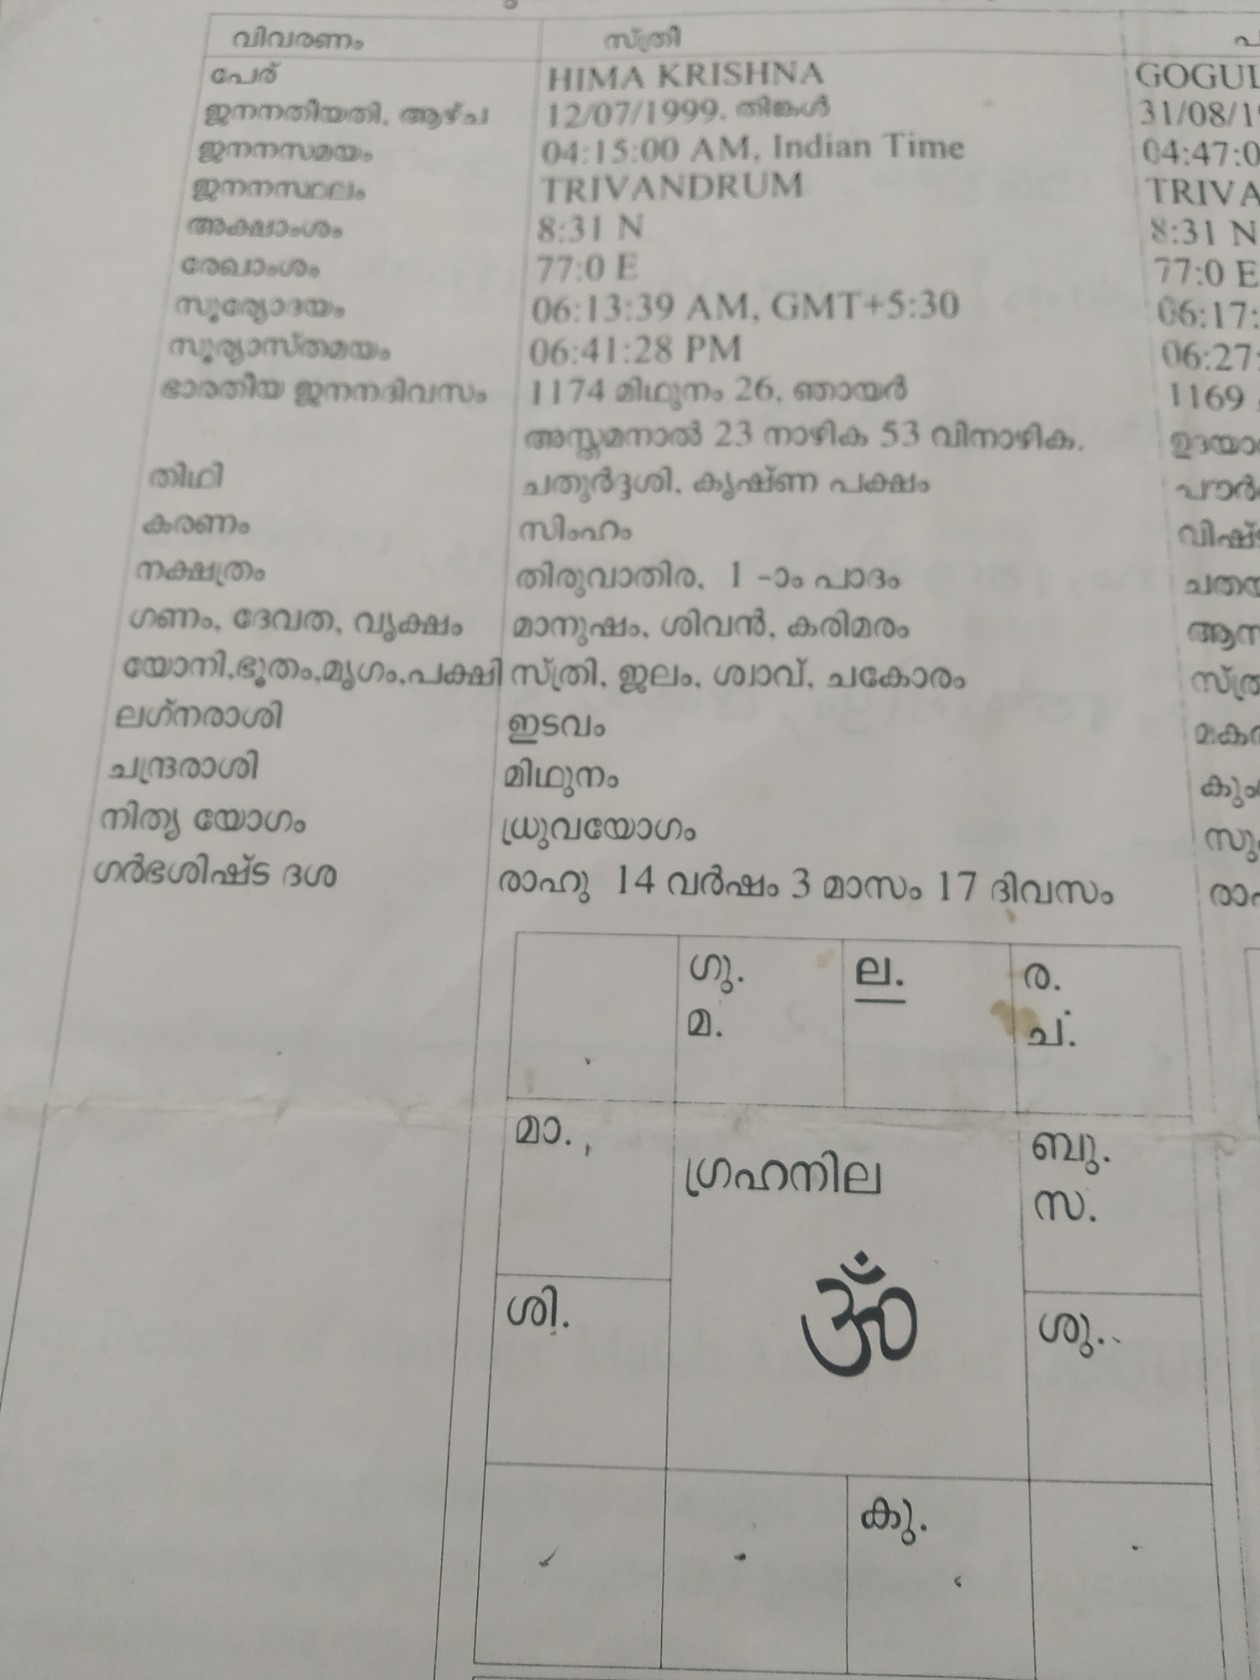 വിവരണം സ്ത്രീ
പേര് HIMA KRISHNA GOGUL
ജനനതീയതി, ആഴ്ച 12/07/1999, തിങ്കൾ 31/08/1
ജനനസമയം 04:15:00 AM, Indian Time 04:47:0
ജനനസ്ഥലം TRIVANDRUM TRIVA
അക്ഷാംശം 8:31 N 8:31 N
രേഖാംശം 77:0 E 77:0 E
സൂര്യോദയം 06:13:39 AM, GMT+5:30 06:17:
സൂര്യാസ്തമയം 06:41:28 PM 06:27:
ഭാരതീയ ജനനദിവസം 1174 മിഥുനം 26, ഞായർ 1169
അസ്തമനാൽ 23 നാഴിക 53 വിനാഴിക. ഉദയാ
തിഥി ചതുർദ്ദശി, കൃഷ്ണ പക്ഷം
കരണം സിംഹം വിഷ്
നക്ഷത്രം തിരുവാതിര, 1 -ാം പാദം ചതയ
ഗണം, ദേവത, വൃക്ഷം മാനുഷം, ശിവൻ, കരിമരം
യോനി,ഭൂതം,മൃഗം,പക്ഷി സ്ത്രി, ജലം, ശ്വാവ്, ചകോരം സ്ത്ര
ലഗ്നരാശി ഇടവം മകര
ചന്ദ്രരാശി മിഥുനം കും
നിത്യ യോഗം ധ്രുവയോഗം സു
ഗർഭശിഷ്ട ദശ രാഹു 14 വർഷം 3 മാസം 17 ദിവസം രാ
ഗു. ല. ര.
മ. ച.
മാ. ബു.
സ.
ഗ്രഹനില
ॐ
ശി. ശു.
കു.